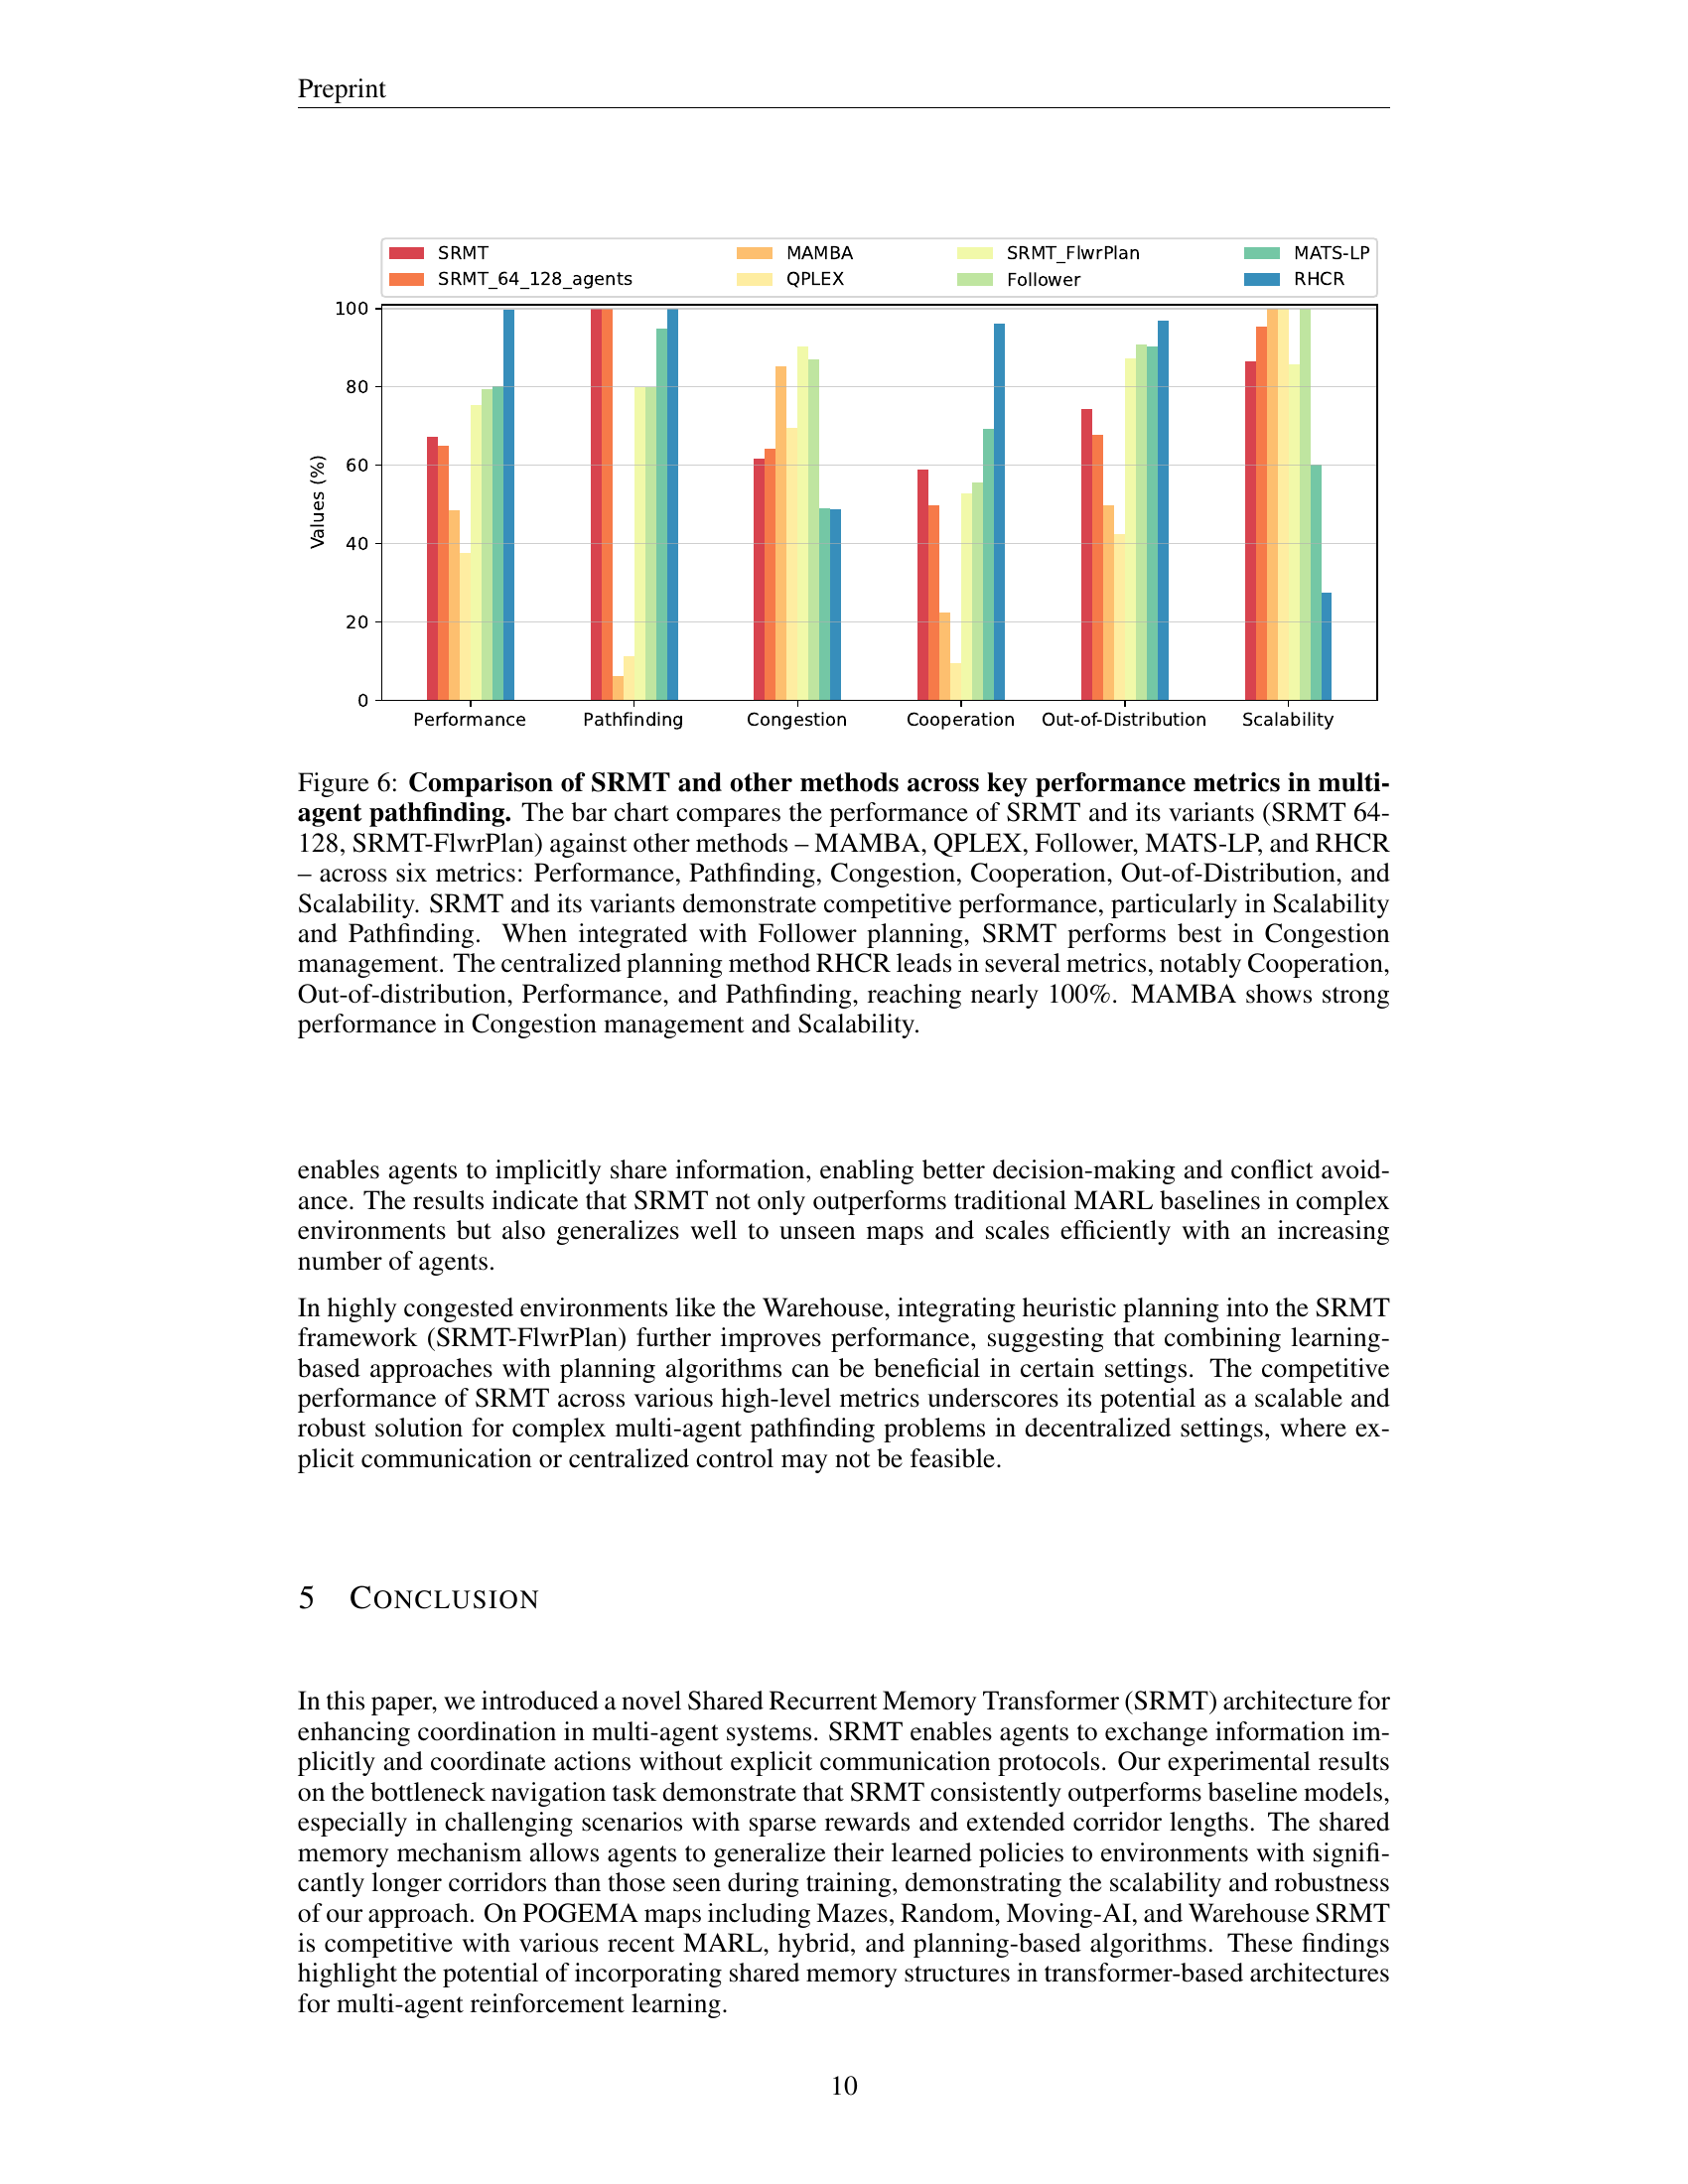 Preprint
SRMT
SRMT_64_128_agents
MAMBA
QPLEX
SRMT_FlwrPlan
Follower
MATS-LP
RHCR
100
80
60
40
20
0
Values (%)
Performance
Pathfinding
Congestion
Cooperation
Out-of-Distribution
Scalability
Figure 6: Comparison of SRMT and other methods across key performance metrics in multi-
agent pathfinding. The bar chart compares the performance of SRMT and its variants (SRMT 64-
128, SRMT-FlwrPlan) against other methods – MAMBA, QPLEX, Follower, MATS-LP, and RHCR
– across six metrics: Performance, Pathfinding, Congestion, Cooperation, Out-of-Distribution, and
Scalability. SRMT and its variants demonstrate competitive performance, particularly in Scalability
and Pathfinding. When integrated with Follower planning, SRMT performs best in Congestion
management. The centralized planning method RHCR leads in several metrics, notably Cooperation,
Out-of-distribution, Performance, and Pathfinding, reaching nearly 100%. MAMBA shows strong
performance in Congestion management and Scalability.
enables agents to implicitly share information, enabling better decision-making and conflict avoid-
ance. The results indicate that SRMT not only outperforms traditional MARL baselines in complex
environments but also generalizes well to unseen maps and scales efficiently with an increasing
number of agents.
In highly congested environments like the Warehouse, integrating heuristic planning into the SRMT
framework (SRMT-FlwrPlan) further improves performance, suggesting that combining learning-
based approaches with planning algorithms can be beneficial in certain settings. The competitive
performance of SRMT across various high-level metrics underscores its potential as a scalable and
robust solution for complex multi-agent pathfinding problems in decentralized settings, where ex-
plicit communication or centralized control may not be feasible.
5 CONCLUSION
In this paper, we introduced a novel Shared Recurrent Memory Transformer (SRMT) architecture for
enhancing coordination in multi-agent systems. SRMT enables agents to exchange information im-
plicitly and coordinate actions without explicit communication protocols. Our experimental results
on the bottleneck navigation task demonstrate that SRMT consistently outperforms baseline models,
especially in challenging scenarios with sparse rewards and extended corridor lengths. The shared
memory mechanism allows agents to generalize their learned policies to environments with signifi-
cantly longer corridors than those seen during training, demonstrating the scalability and robustness
of our approach. On POGEMA maps including Mazes, Random, Moving-AI, and Warehouse SRMT
is competitive with various recent MARL, hybrid, and planning-based algorithms. These findings
highlight the potential of incorporating shared memory structures in transformer-based architectures
for multi-agent reinforcement learning.
10